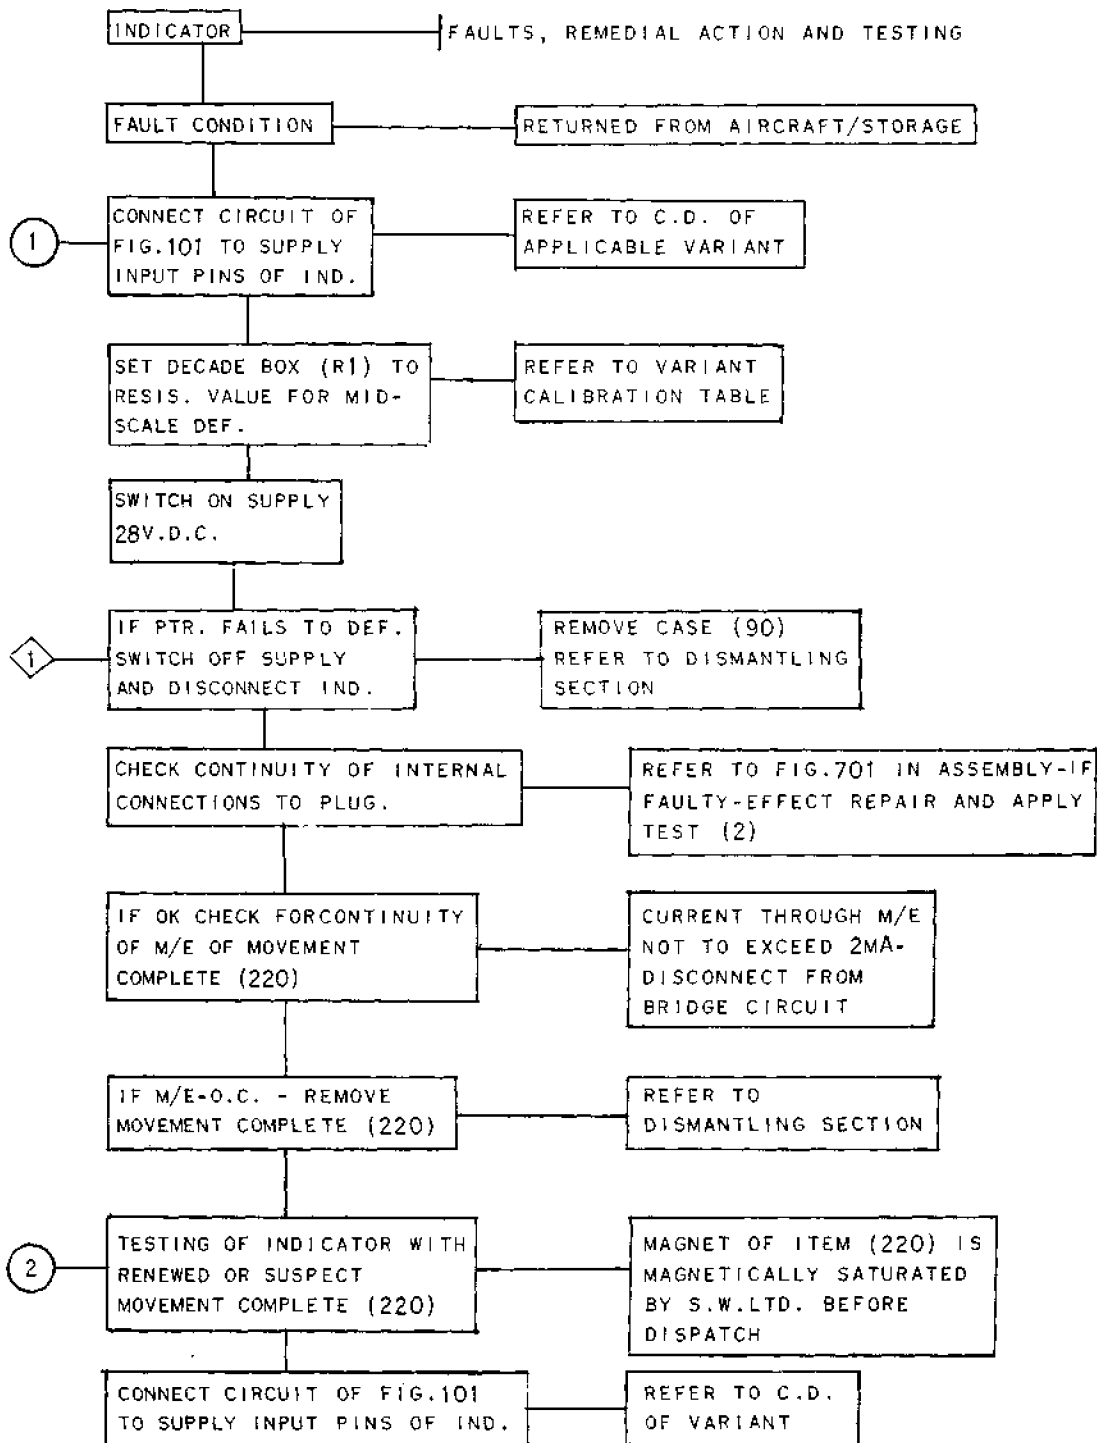 INDICATOR
FAULTS, REMEDIAL ACTION AND TESTING
FAULT CONDITION
RETURNED FROM AIRCRAFT/STORAGE
1
CONNECT CIRCUIT OF
FIG.101 TO SUPPLY
INPUT PINS OF IND.
REFER TO C.D. OF
APPLICABLE VARIANT
SET DECADE BOX (R1) TO
RESIS. VALUE FOR MID-
SCALE DEF.
REFER TO VARIANT
CALIBRATION TABLE
SWITCH ON SUPPLY
28V.D.C.
1
IF PTR. FAILS TO DEF.
SWITCH OFF SUPPLY
AND DISCONNECT IND.
REMOVE CASE (90)
REFER TO DISMANTLING
SECTION
CHECK CONTINUITY OF INTERNAL
CONNECTIONS TO PLUG.
REFER TO FIG.701 IN ASSEMBLY-IF
FAULTY-EFFECT REPAIR AND APPLY
TEST (2)
IF OK CHECK FORCONTINUITY
OF M/E OF MOVEMENT
COMPLETE (220)
CURRENT THROUGH M/E
NOT TO EXCEED 2MA-
DISCONNECT FROM
BRIDGE CIRCUIT
IF M/E-O.C. - REMOVE
MOVEMENT COMPLETE (220)
REFER TO
DISMANTLING SECTION
2
TESTING OF INDICATOR WITH
RENEWED OR SUSPECT
MOVEMENT COMPLETE (220)
MAGNET OF ITEM (220) IS
MAGNETICALLY SATURATED
BY S.W.LTD. BEFORE
DISPATCH
CONNECT CIRCUIT OF FIG.101
TO SUPPLY INPUT PINS OF IND.
REFER TO C.D.
OF VARIANT